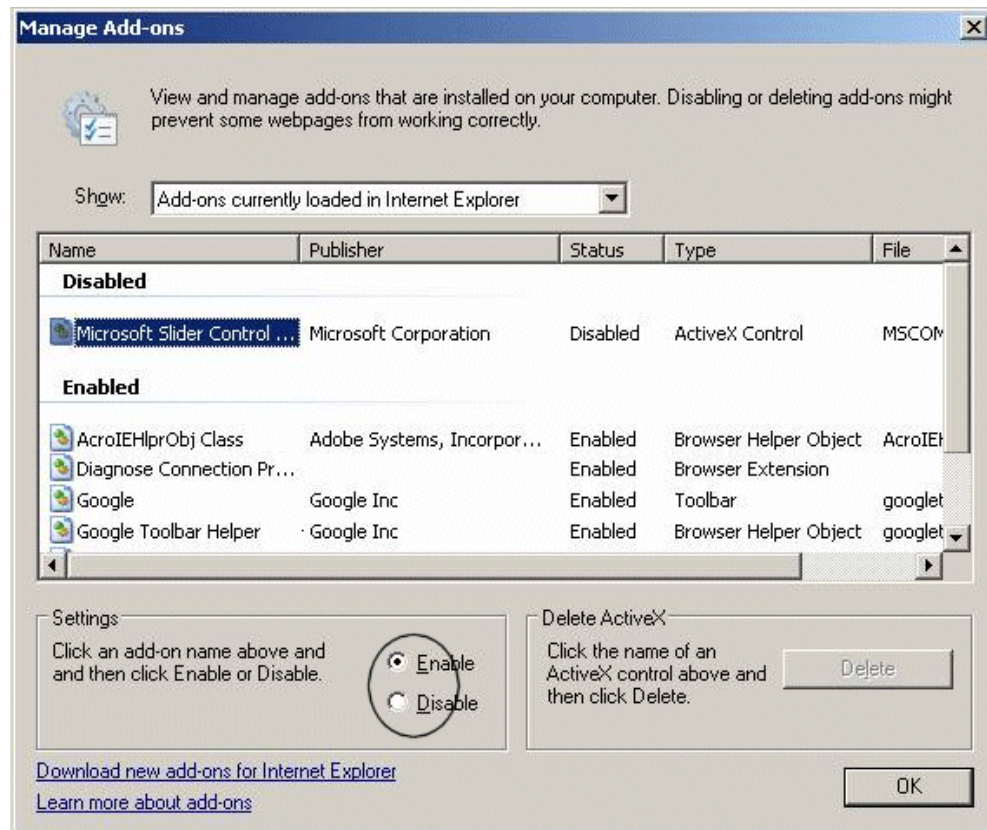 Manage Add-ons
View and manage add-ons that are installed on your computer. Disabling or deleting add-ons might
prevent some webpages from working correctly.
Show: Add-ons currently loaded in Internet Explorer
Name Publisher Status Type File
Disabled
Microsoft Slider Control ... Microsoft Corporation Disabled ActiveX Control MSCOM
Enabled
AcroIEHlprObj Class Adobe Systems, Incorpor... Enabled Browser Helper Object AcroIEH
Diagnose Connection Pr... Enabled Browser Extension
Google Google Inc Enabled Toolbar googlet
Google Toolbar Helper Google Inc Enabled Browser Helper Object googlet
Settings
Click an add-on name above and
and then click Enable or Disable.
Enable
Disable
Delete ActiveX
Click the name of an
ActiveX control above and
then click Delete.
Delete
Download new add-ons for Internet Explorer
Learn more about add-ons
OK